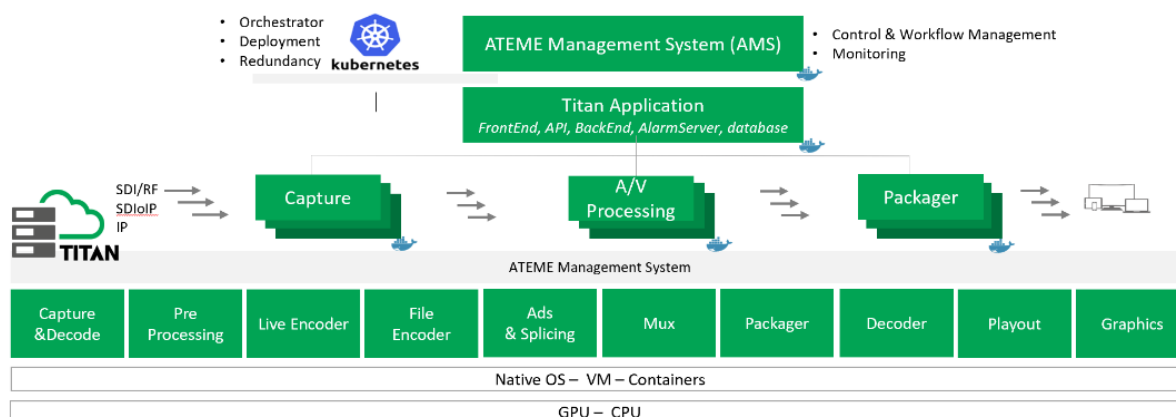 • Orchestrator
• Deployment
• Redundancy
kubernetes
ATEME Management System (AMS)
• Control & Workflow Management
• Monitoring
Titan Application
FrontEnd, API, BackEnd, AlarmServer, database
SDI/RF
SDIoIP
IP
TITAN
Capture
A/V
Processing
Packager
ATEME Management System
Capture
&Decode
Pre
Processing
Live Encoder
File
Encoder
Ads
& Splicing
Mux
Packager
Decoder
Playout
Graphics
Native OS – VM – Containers
GPU – CPU